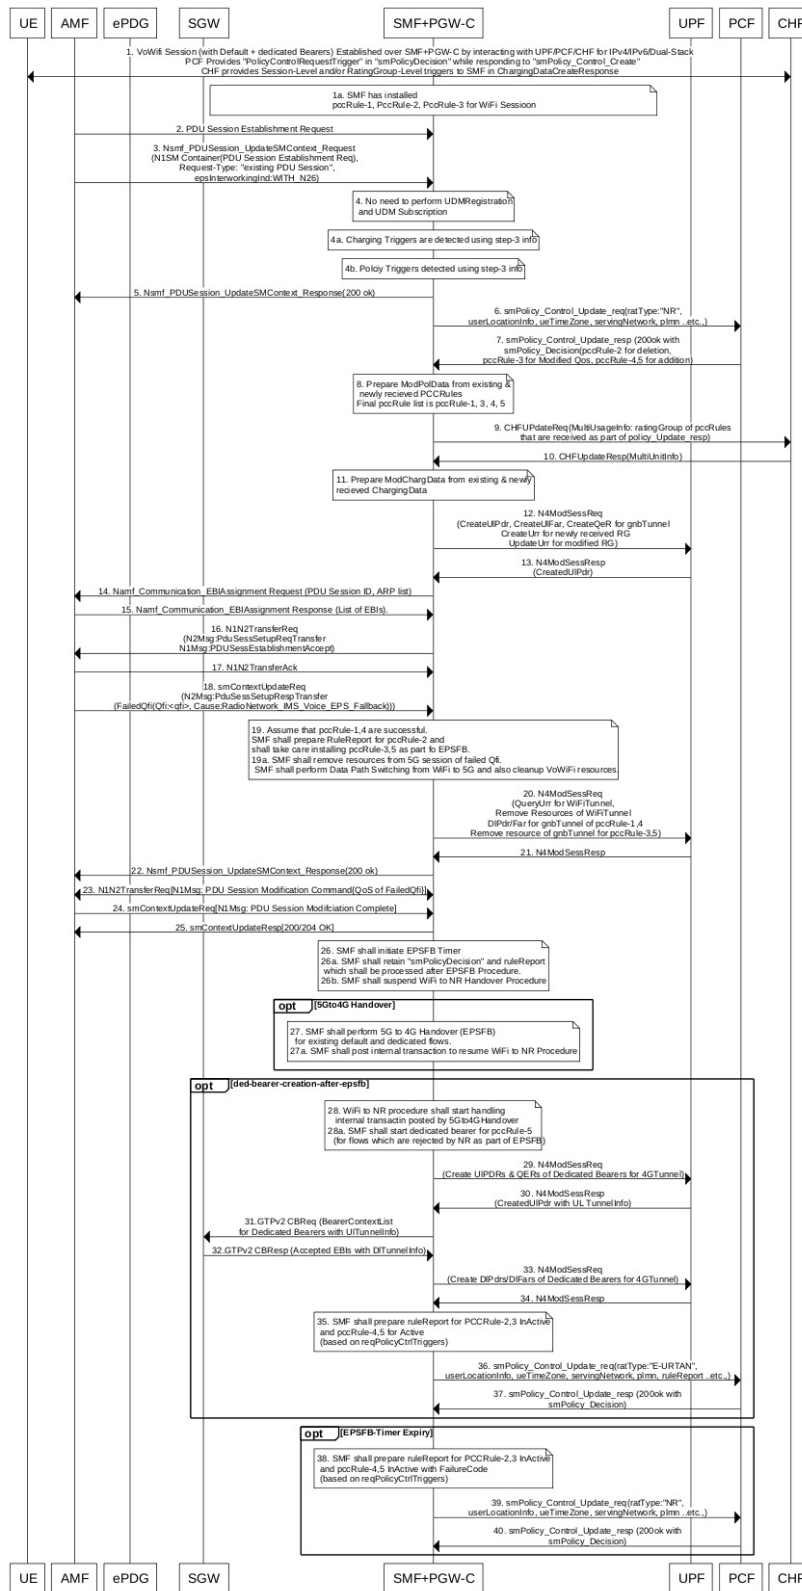 UE AMF ePDG SGW SMF+PGW-C UPF PCF CHF
1. VoWifi Session (with Default + dedicated Bearers) Established over SMF+PGW-C by interacting with UPF/PCF/CHF for IPv4/IPv6/Dual-Stack
PCF Provides "PolicyControlRequestTrigger" in "smPolicyDecision" while responding to "smPolicy_Control_Create"
CHF provides Session-Level and/or RatingGroup-Level triggers to SMF in ChargingDataCreateResponse
1a. SMF has installed
pccRule-1, PccRule-2, PccRule-3 for WiFi Sessioon
2. PDU Session Establishment Request
3. Nsmf_PDUSession_UpdateSMContext_Request
(N1SM Container(PDU Session Establishment Req),
Request-Type: "existing PDU Session",
epsInterworkingInd:WITH_N26)
4. No need to perform UDMRegistration
and UDM Subscription
4a. Charging Triggers are detected using step-3 info
4b. Polciy Triggers detected using step-3 info
5. Nsmf_PDUSession_UpdateSMContext_Response(200 ok)
6. smPolicy_Control_Update_req(ratType:"NR",
userLocationInfo, ueTimeZone, servingNetwork, plmn ..etc.,)
7. smPolicy_Control_Update_resp (200ok with
smPolicy_Decision(pccRule-2 for deletion,
pccRule-3 for Modified Qos, pccRule-4,5 for addition)
8. Prepare ModPolData from existing &
newly recieved PCCRules
Final pccRule list is pccRule-1, 3, 4, 5
9. CHFUPdateReq(MultiUsageInfo: ratingGroup of pccRules
that are received as part of policy_Update_resp)
10. CHFUpdateResp(MultiUnitInfo)
11. Prepare ModChargData from existing & newly
recieved ChargingData
12. N4ModSessReq
(CreateUlPdr, CreateUlFar, CreateQeR for gnbTunnel
CreateUrr for newly received RG
UpdateUrr for modified RG)
13. N4ModSessResp
(CreatedUlPdr)
14. Namf_Communication_EBIAssignment Request (PDU Session ID, ARP list)
15. Namf_Communication_EBIAssignment Response (List of EBIs).
16. N1N2TransferReq
(N2Msg:PduSessSetupReqTransfer
N1Msg:PDUSessEstablishmentAccept)
17. N1N2TransferAck
18. smContextUpdateReq
(N2Msg:PduSessSetupRespTransfer
(FailedQfi(Qfi:<qfi>, Cause:RadioNetwork_IMS_Voice_EPS_Fallback)))
19. Assume that pccRule-1,4 are successful.
SMF shall prepare RuleReport for pccRule-2 and
shall take care installing pccRule-3,5 as part fo EPSFB.
19a. SMF shall remove resources from 5G session of failed Qfi.
SMF shall perform Data Path Switching from WiFi to 5G and also cleanup VoWiFi resources
20. N4ModSessReq
(QueryUrr for WiFiTunnel,
Remove Resources of WiFiTunnel
DlPdr/Far for gnbTunnel of pccRule-1,4
Remove resource of gnbTunnel for pccRule-3,5)
21. N4ModSessResp
22. Nsmf_PDUSession_UpdateSMContext_Response(200 ok)
23. N1N2TransferReq[N1Msg: PDU Session Modification Command{QoS of FailedQfi}]
24. smContextUpdateReq[N1Msg: PDU Session Modifciation Complete]
25. smContextUpdateResp[200/204 OK]
26. SMF shall initiate EPSFB Timer
26a. SMF shall retain "smPolicyDecision" and ruleReport
which shall be processed after EPSFB Procedure.
26b. SMF shall suspend WiFi to NR Handover Procedure
opt [5Gto4G Handover]
27. SMF shall perform 5G to 4G Handover (EPSFB)
for existing default and dedicated flows.
27a. SMF shall post internal transaction to resume WiFi to NR Procedure
opt [ded-bearer-creation-after-epsfb]
28. WiFi to NR procedure shall start handling
internal transactin posted by 5Gto4GHandover
28a. SMF shall start dedicated bearer for pccRule-5
(for flows which are rejected by NR as part of EPSFB)
29. N4ModSessReq
(Create UlPDRs & QERs of Dedicated Bearers for 4GTunnel)
30. N4ModSessResp
(CreatedUlPdr with UL TunnelInfo)
31.GTPv2 CBReq (BearerContextList
for Dedicated Bearers with UlTunnelInfo)
32.GTPv2 CBResp (Accepted EBIs with DlTunnelInfo)
33. N4ModSessReq
(Create DlPdrs/DlFars of Dedicated Bearers for 4GTunnel)
34. N4ModSessResp
35. SMF shall prepare ruleReport for PCCRule-2,3 InActive
and pccRule-4,5 for Active
(based on reqPolicyCtrlTriggers)
36. smPolicy_Control_Update_req(ratType:"E-URTAN",
userLocationInfo, ueTimeZone, servingNetwork, plmn, ruleReport ..etc.,)
37. smPolicy_Control_Update_resp (200ok with
smPolicy_Decision)
opt [EPSFB-Timer Expiry]
38. SMF shall prepare ruleReport for PCCRule-2,3 InActive
and pccRule-4,5 InActive with FailureCode
(based on reqPolicyCtrlTriggers)
39. smPolicy_Control_Update_req(ratType:"NR",
userLocationInfo, ueTimeZone, servingNetwork, plmn ..etc.,)
40. smPolicy_Control_Update_resp (200ok with
smPolicy_Decision)
UE AMF ePDG SGW SMF+PGW-C UPF PCF CHF